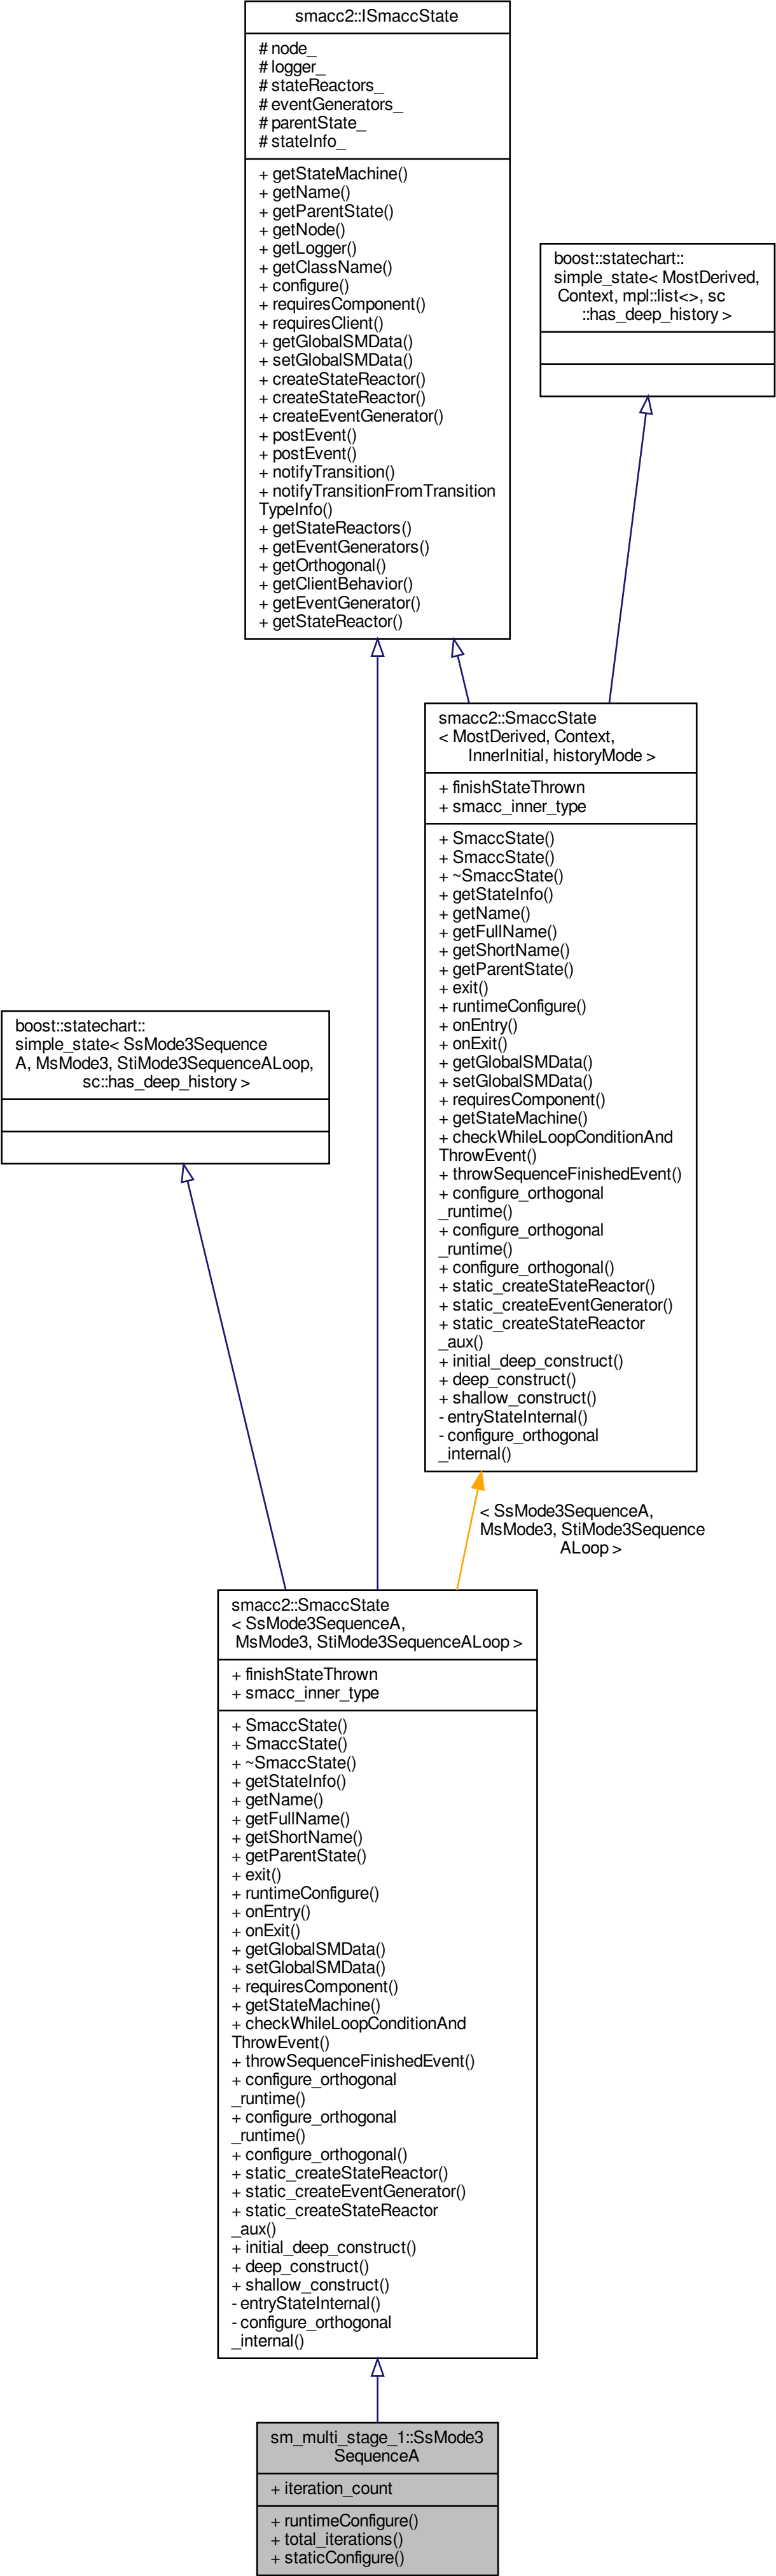 smacc2::ISmaccState
# node_
# logger_
# stateReactors_
# eventGenerators_
# parentState_
# stateInfo_
+ getStateMachine()
+ getName()
+ getParentState()
+ getNode()
+ getLogger()
+ getClassName()
+ configure()
+ requiresComponent()
+ requiresClient()
+ getGlobalSMData()
+ setGlobalSMData()
+ createStateReactor()
+ createStateReactor()
+ createEventGenerator()
+ postEvent()
+ postEvent()
+ notifyTransition()
+ notifyTransitionFromTransition
TypeInfo()
+ getStateReactors()
+ getEventGenerators()
+ getOrthogonal()
+ getClientBehavior()
+ getEventGenerator()
+ getStateReactor()
boost::statechart::
simple_state< MostDerived,
Context, mpl::list<>, sc
::has_deep_history >
smacc2::SmaccState
< MostDerived, Context,
InnerInitial, historyMode >
+ finishStateThrown
+ smacc_inner_type
+ SmaccState()
+ SmaccState()
+ ~SmaccState()
+ getStateInfo()
+ getName()
+ getFullName()
+ getShortName()
+ getParentState()
+ exit()
+ runtimeConfigure()
+ onEntry()
+ onExit()
+ getGlobalSMData()
+ setGlobalSMData()
+ requiresComponent()
+ getStateMachine()
+ checkWhileLoopConditionAnd
ThrowEvent()
+ throwSequenceFinishedEvent()
+ configure_orthogonal
_runtime()
+ configure_orthogonal
_runtime()
+ configure_orthogonal()
+ static_createStateReactor()
+ static_createEventGenerator()
+ static_createStateReactor
_aux()
+ initial_deep_construct()
+ deep_construct()
+ shallow_construct()
- entryStateInternal()
- configure_orthogonal
_internal()
boost::statechart::
simple_state< SsMode3Sequence
A, MsMode3, StiMode3SequenceALoop,
sc::has_deep_history >
< SsMode3SequenceA,
MsMode3, StiMode3Sequence
ALoop >
smacc2::SmaccState
< SsMode3SequenceA,
MsMode3, StiMode3SequenceALoop >
+ finishStateThrown
+ smacc_inner_type
+ SmaccState()
+ SmaccState()
+ ~SmaccState()
+ getStateInfo()
+ getName()
+ getFullName()
+ getShortName()
+ getParentState()
+ exit()
+ runtimeConfigure()
+ onEntry()
+ onExit()
+ getGlobalSMData()
+ setGlobalSMData()
+ requiresComponent()
+ getStateMachine()
+ checkWhileLoopConditionAnd
ThrowEvent()
+ throwSequenceFinishedEvent()
+ configure_orthogonal
_runtime()
+ configure_orthogonal
_runtime()
+ configure_orthogonal()
+ static_createStateReactor()
+ static_createEventGenerator()
+ static_createStateReactor
_aux()
+ initial_deep_construct()
+ deep_construct()
+ shallow_construct()
- entryStateInternal()
- configure_orthogonal
_internal()
sm_multi_stage_1::SsMode3
SequenceA
+ iteration_count
+ runtimeConfigure()
+ total_iterations()
+ staticConfigure()